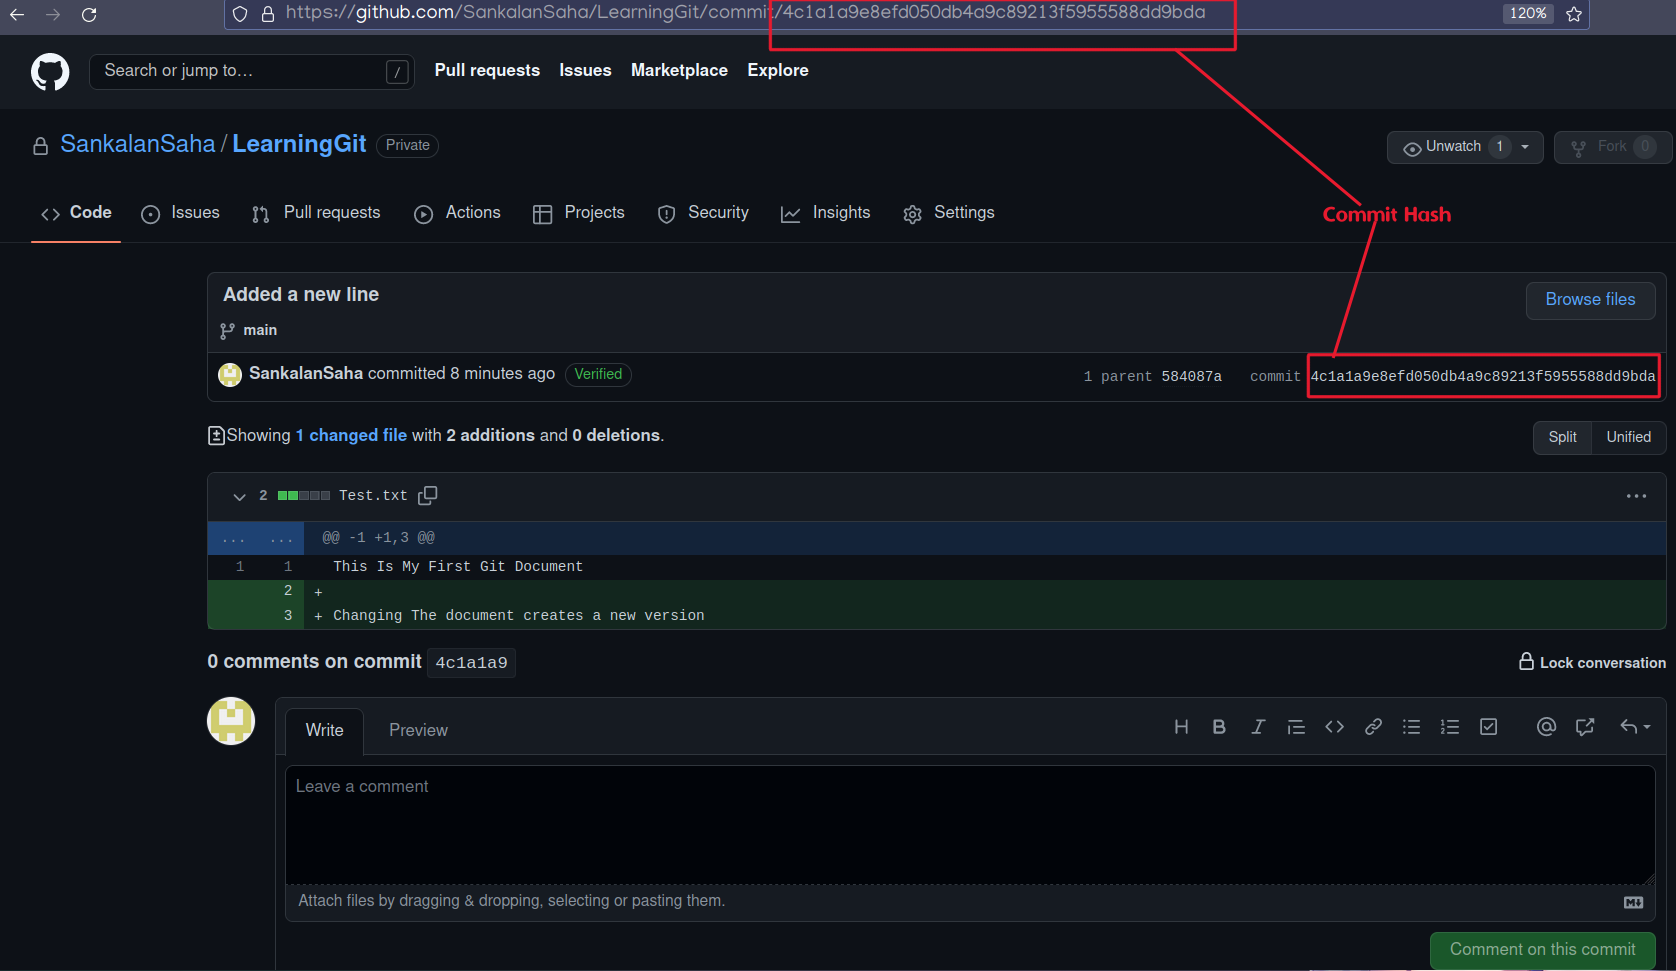 https://github.com/SankalanSaha/LearningGit/commit/4c1a1a9e8efd050db4a9c89213f5955588dd9bda 120%
Search or jump to… / Pull requests Issues Marketplace Explore
SankalanSaha / LearningGit Private Unwatch 1 Fork 0
Code Issues Pull requests Actions Projects Security Insights Settings
Commit Hash
Added a new line
Browse files
main
SankalanSaha committed 8 minutes ago Verified 1 parent 584087a commit 4c1a1a9e8efd050db4a9c89213f5955588dd9bda
Showing 1 changed file with 2 additions and 0 deletions. Split Unified
2 Test.txt
... ... @@ -1 +1,3 @@
1 1 This Is My First Git Document
2 +
3 + Changing The document creates a new version
0 comments on commit 4c1a1a9 Lock conversation
Write Preview
Leave a comment
Attach files by dragging & dropping, selecting or pasting them.
Comment on this commit